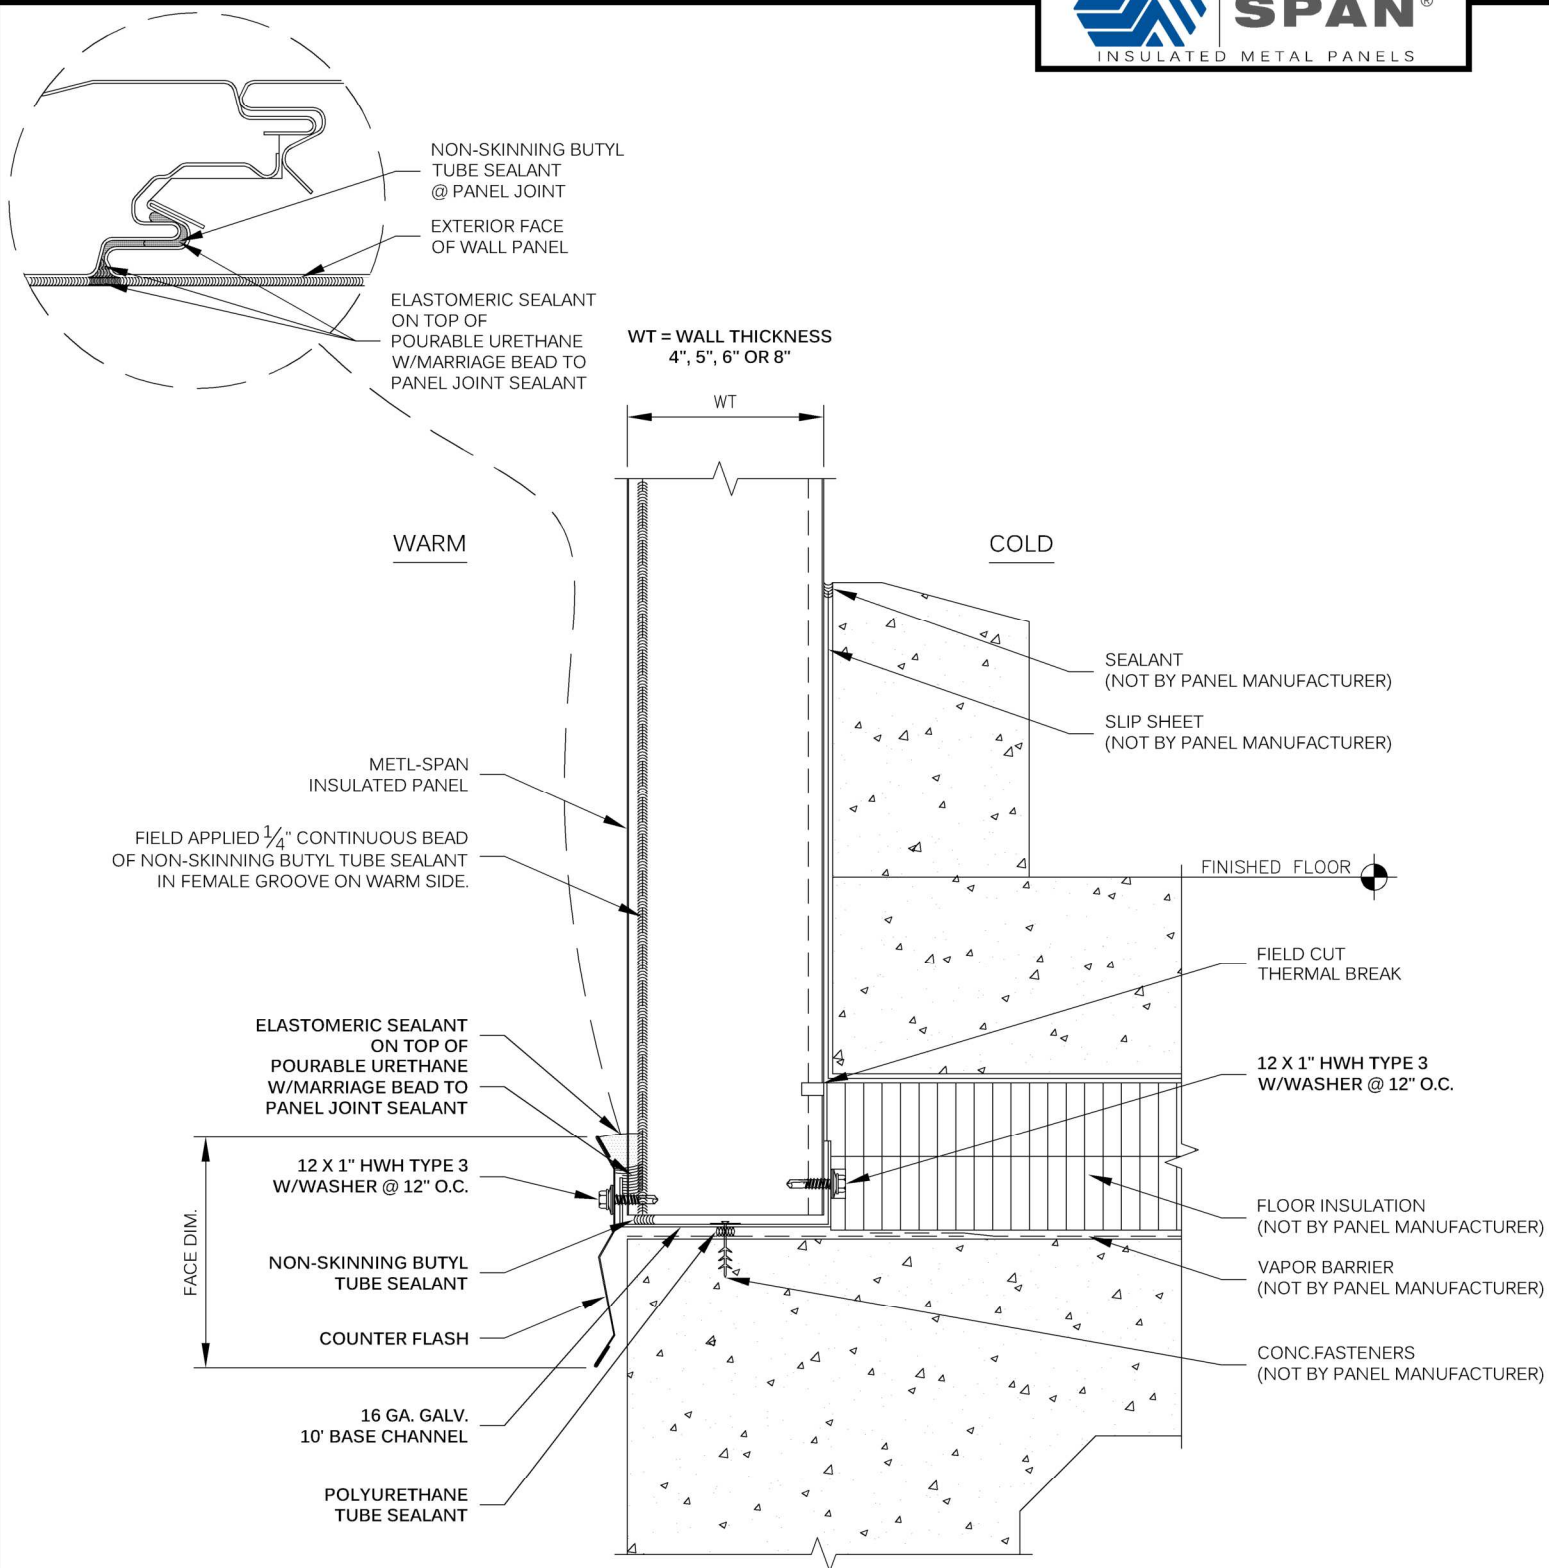 SPAN®
INSULATED METAL PANELS
NON-SKINNING BUTYL
TUBE SEALANT
@ PANEL JOINT
EXTERIOR FACE
OF WALL PANEL
ELASTOMERIC SEALANT
ON TOP OF
POURABLE URETHANE
W/MARRIAGE BEAD TO
PANEL JOINT SEALANT
WT = WALL THICKNESS
4", 5", 6" OR 8"
WT
WARM
COLD
SEALANT
(NOT BY PANEL MANUFACTURER)
SLIP SHEET
(NOT BY PANEL MANUFACTURER)
METL-SPAN
INSULATED PANEL
FIELD APPLIED 1/4" CONTINUOUS BEAD
OF NON-SKINNING BUTYL TUBE SEALANT
IN FEMALE GROOVE ON WARM SIDE.
FINISHED FLOOR
FIELD CUT
THERMAL BREAK
ELASTOMERIC SEALANT
ON TOP OF
POURABLE URETHANE
W/MARRIAGE BEAD TO
PANEL JOINT SEALANT
12 X 1" HWH TYPE 3
W/WASHER @ 12" O.C.
12 X 1" HWH TYPE 3
W/WASHER @ 12" O.C.
FACE DIM.
FLOOR INSULATION
(NOT BY PANEL MANUFACTURER)
NON-SKINNING BUTYL
TUBE SEALANT
VAPOR BARRIER
(NOT BY PANEL MANUFACTURER)
COUNTER FLASH
CONC.FASTENERS
(NOT BY PANEL MANUFACTURER)
16 GA. GALV.
10' BASE CHANNEL
POLYURETHANE
TUBE SEALANT